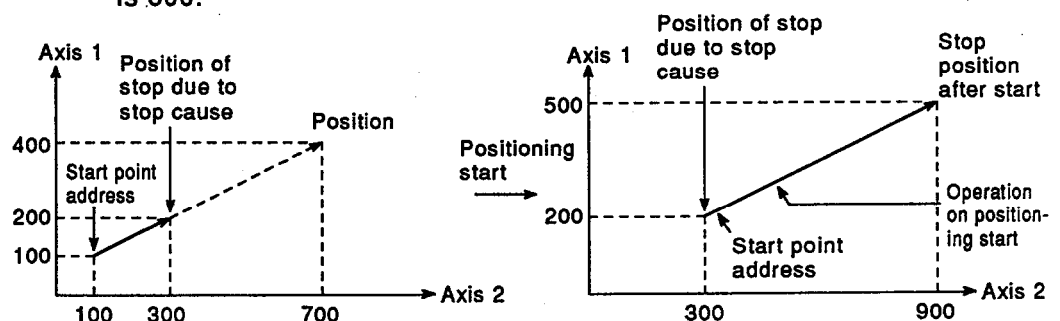 is 600.
Axis 1
Position of
stop due to
stop cause
Position
400
Start point
address
200
100
100
300
700
Axis 2
Positioning
start
Axis 1
Position of stop
due to stop
cause
Stop
position
after start
500
200
Start point
address
Operation
on position-
ing start
300
900
Axis 2